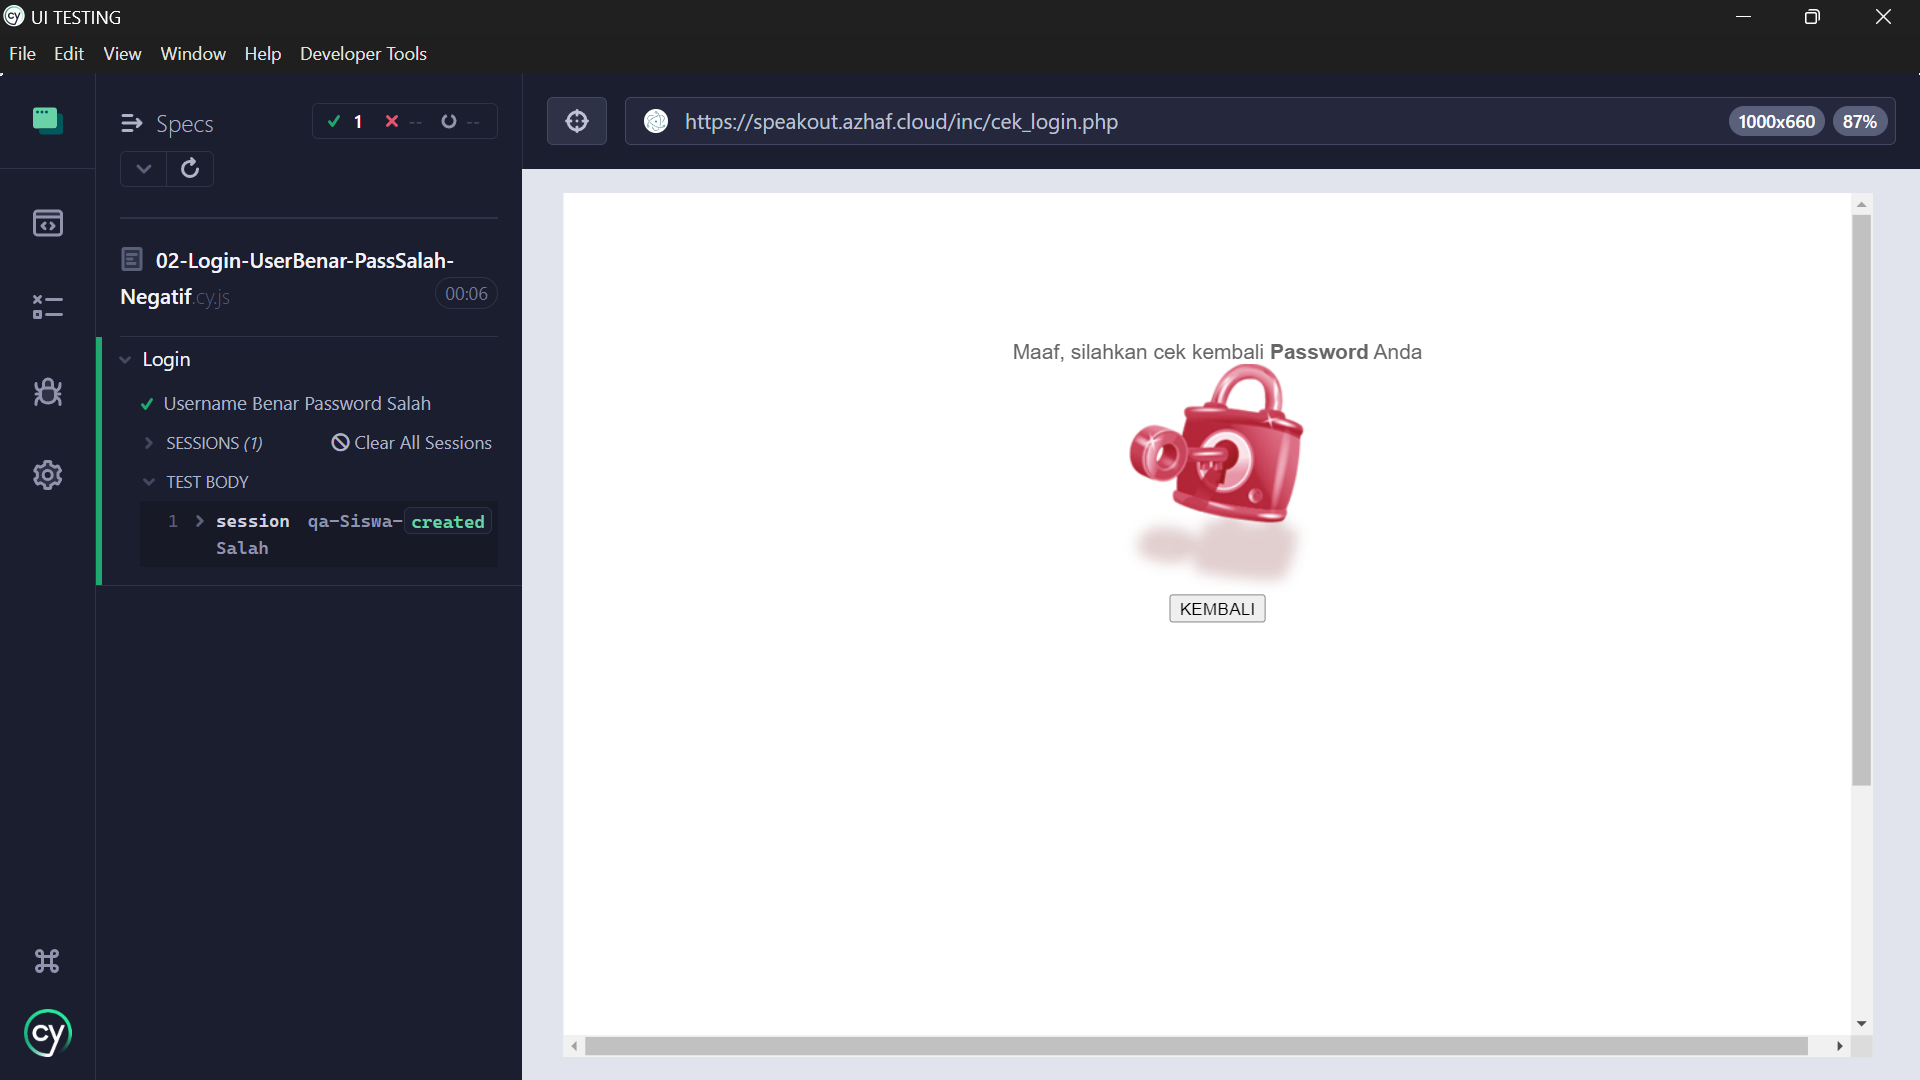 cy UI TESTING
File Edit View Window Help Developer Tools
Specs
1 -- --
02-Login-UserBenar-PassSalah-
Negatif.cy.js 00:06
Login
Username Benar Password Salah
SESSIONS (1) Clear All Sessions
TEST BODY
1 session qa-Siswa- created
Salah
cy
https://speakout.azhaf.cloud/inc/cek_login.php 1000x660 87%
Maaf, silahkan cek kembali Password Anda
KEMBALI